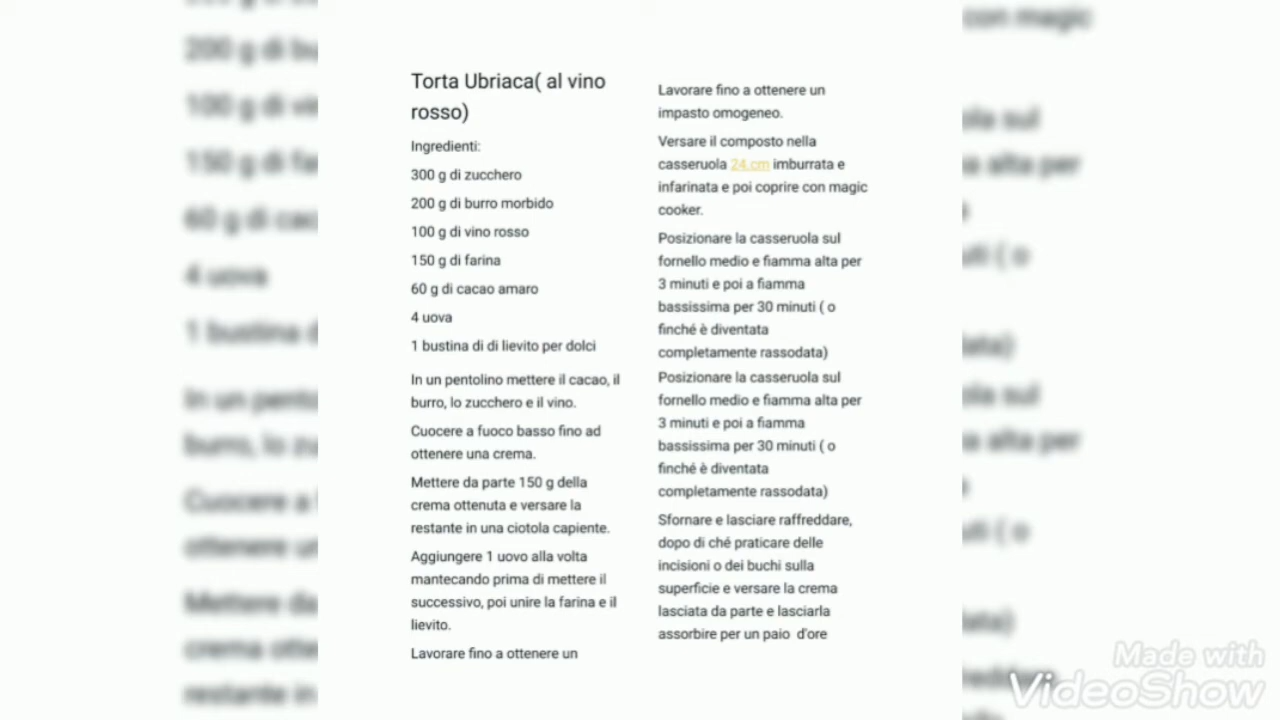 Torta Ubriaca( al vino
rosso)
Ingredienti:
300 g di zucchero
200 g di burro morbido
100 g di vino rosso
150 g di farina
60 g di cacao amaro
4 uova
1 bustina di di lievito per dolci
In un pentolino mettere il cacao, il
burro, lo zucchero e il vino.
Cuocere a fuoco basso fino ad
ottenere una crema.
Mettere da parte 150 g della
crema ottenuta e versare la
restante in una ciotola capiente.
Aggiungere 1 uovo alla volta
mantecando prima di mettere il
successivo, poi unire la farina e il
lievito.
Lavorare fino a ottenere un
Lavorare fino a ottenere un
impasto omogeneo.
Versare il composto nella
casseruola 24 cm imburrata e
infarinata e poi coprire con magic
cooker.
Posizionare la casseruola sul
fornello medio e fiamma alta per
3 minuti e poi a fiamma
bassissima per 30 minuti ( o
finché è diventata
completamente rassodata)
Posizionare la casseruola sul
fornello medio e fiamma alta per
3 minuti e poi a fiamma
bassissima per 30 minuti ( o
finché è diventata
completamente rassodata)
Sfornare e lasciare raffreddare,
dopo di ché praticare delle
incisioni o dei buchi sulla
superficie e versare la crema
lasciata da parte e lasciarla
assorbire per un paio d'ore
Made with
VideoShow